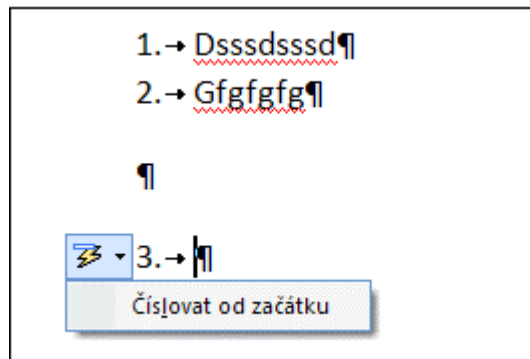 1.→ Dsssdsssd¶
2.→ Gfgfgfg¶
¶
3.→ ¶
Číslovat od začátku